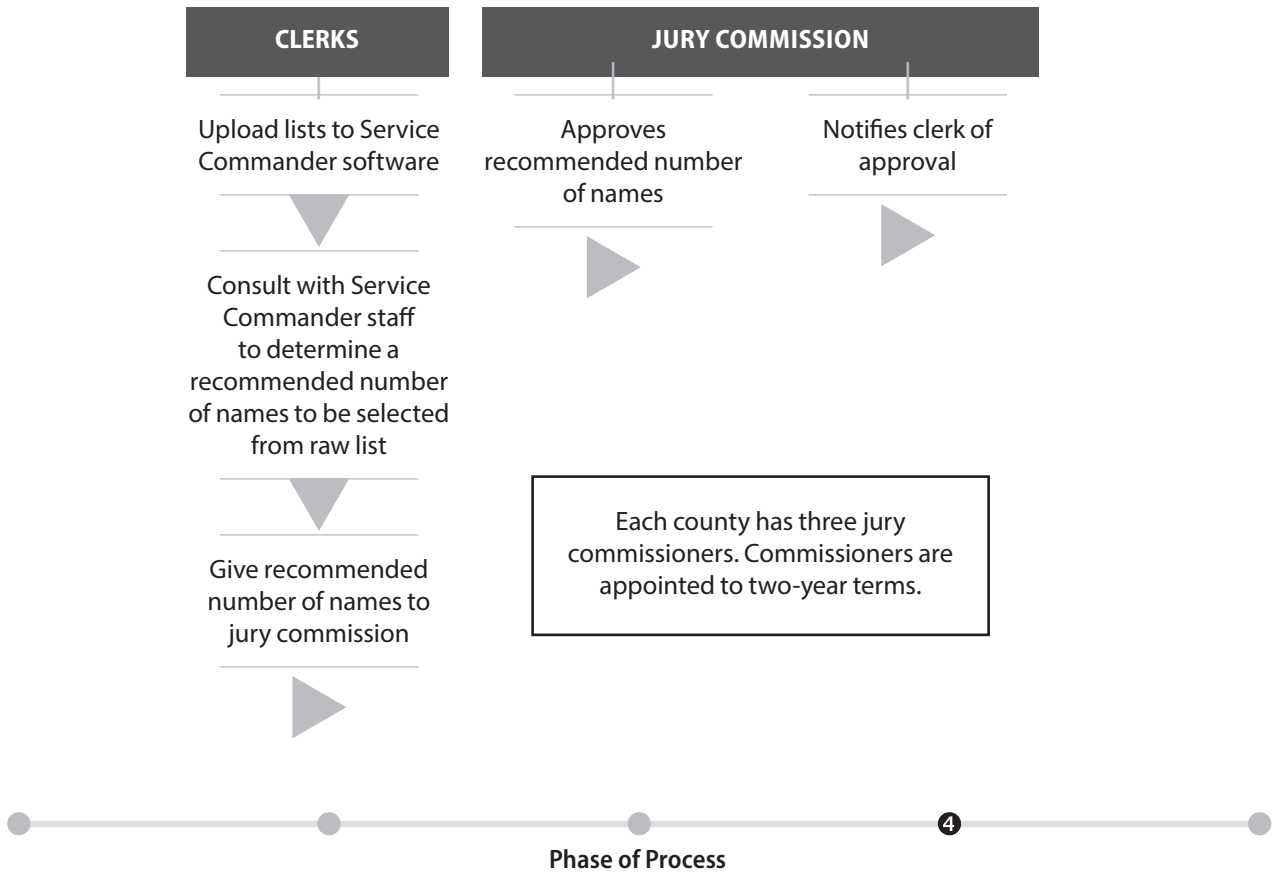 CLERKS
Upload lists to Service
Commander software
Consult with Service
Commander staff
to determine a
recommended number
of names to be selected
from raw list
Give recommended
number of names to
jury commission
JURY COMMISSION
Approves
recommended number
of names
Notifies clerk of
approval
Each county has three jury
commissioners. Commissioners are
appointed to two-year terms.
4
Phase of Process